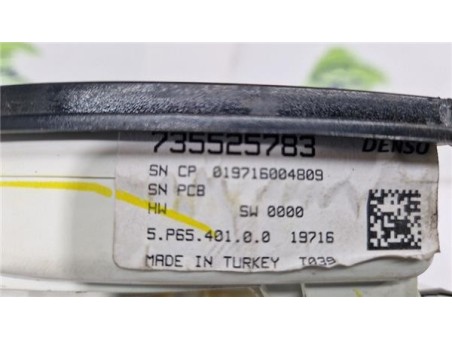 735525783 DENSO
SN CP 019716004809
SN PCB
HW SW 0000
5.P65.401.0.0 19716
MADE IN TURKEY T039